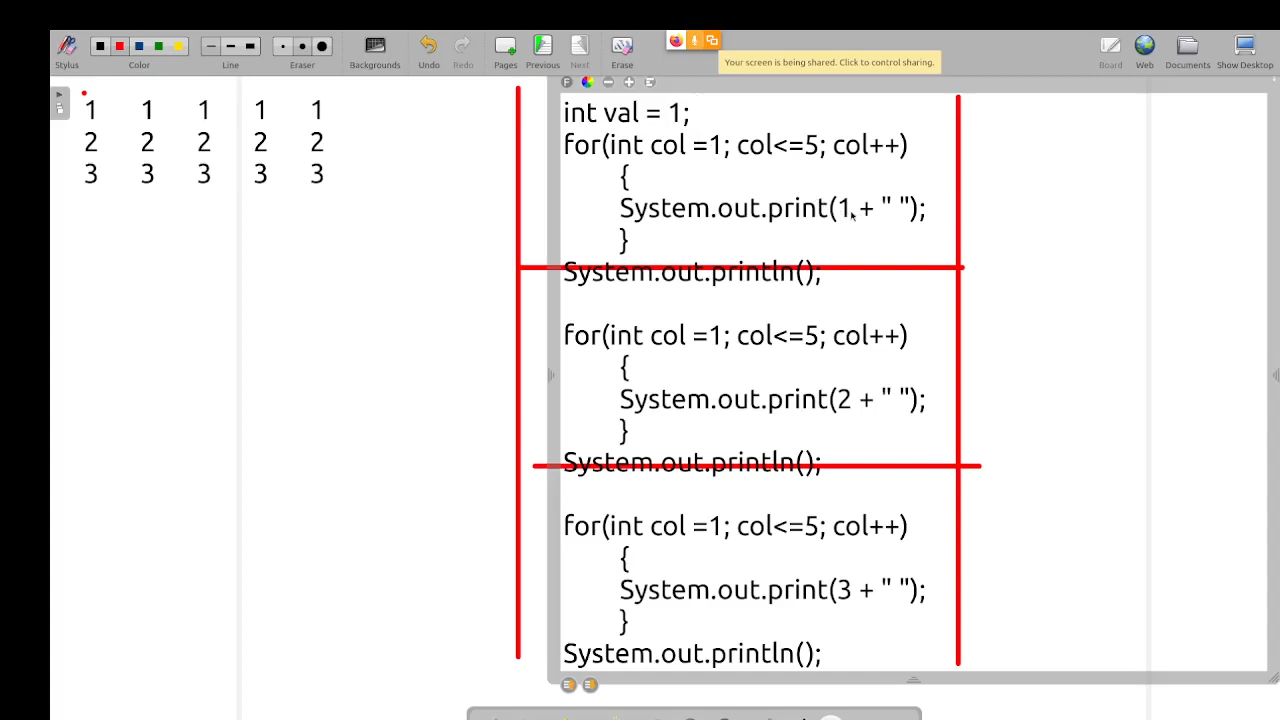 Stylus Color Line Eraser Backgrounds Undo Redo Pages Previous Next Erase Board Web Documents Show Desktop
Your screen is being shared. Click to control sharing.
1 1 1 1 1
2 2 2 2 2
3 3 3 3 3
int val = 1;
for(int col =1; col<=5; col++)
{
System.out.print(1 + " ");
}
System.out.println();
for(int col =1; col<=5; col++)
{
System.out.print(2 + " ");
}
System.out.println();
for(int col =1; col<=5; col++)
{
System.out.print(3 + " ");
}
System.out.println();